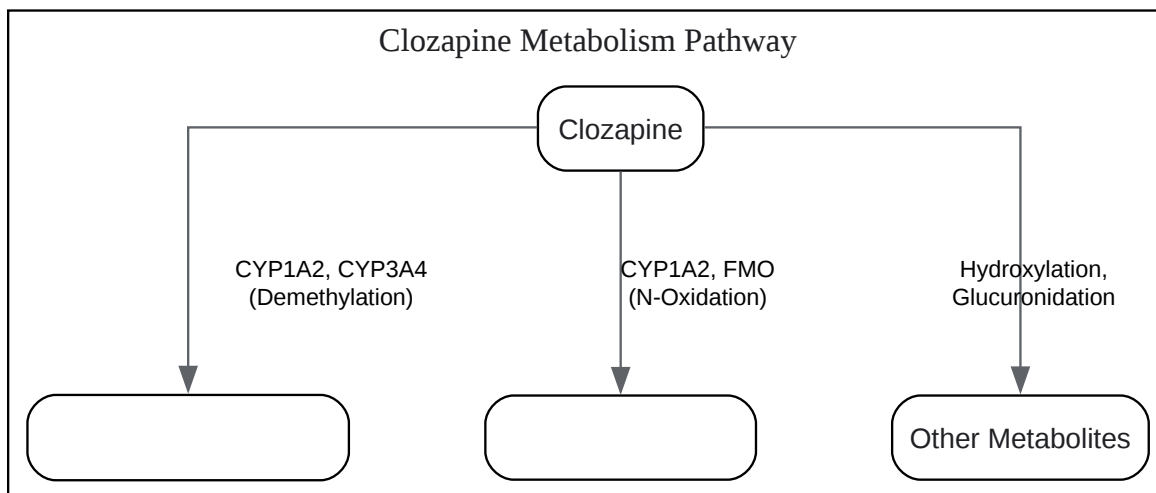 Clozapine Metabolism Pathway
Clozapine
CYP1A2, CYP3A4
(Demethylation)
CYP1A2, FMO
(N-Oxidation)
Hydroxylation,
Glucuronidation
Other Metabolites